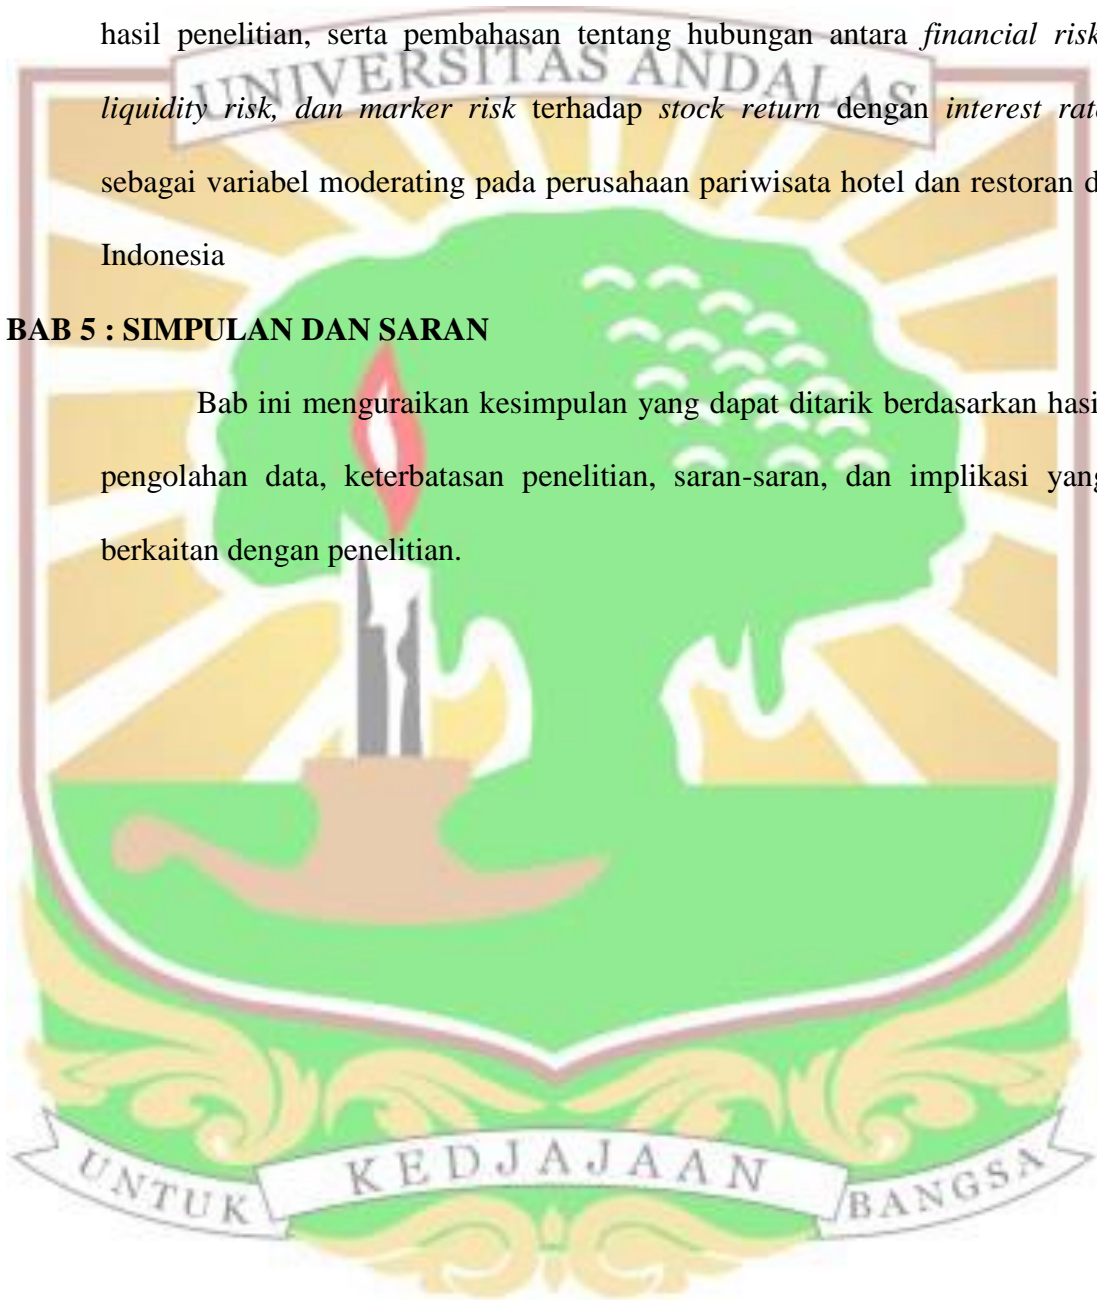 hasil penelitian, serta pembahasan tentang hubungan antara financial risk
liquidity risk, dan marker risk terhadap stock return dengan interest rate
sebagai variabel moderating pada perusahaan pariwisata hotel dan restoran d
Indonesia
BAB 5 : SIMPULAN DAN SARAN
Bab ini menguraikan kesimpulan yang dapat ditarik berdasarkan hasi
pengolahan data, keterbatasan penelitian, saran-saran, dan implikasi yang
berkaitan dengan penelitian.
UNIVERSITAS ANDALAS
UNTUK KEDJAJAAN BANGSA